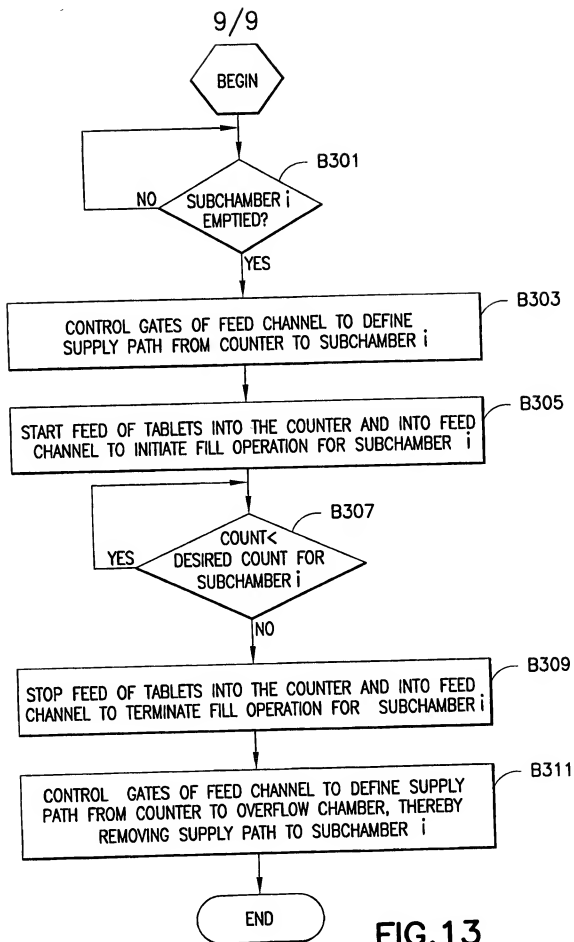 9/9
BEGIN
B301
NO
SUBCHAMBER i
EMPTIED?
YES
B303
CONTROL GATES OF FEED CHANNEL TO DEFINE
SUPPLY PATH FROM COUNTER TO SUBCHAMBER i
B305
START FEED OF TABLETS INTO THE COUNTER AND INTO FEED
CHANNEL TO INITIATE FILL OPERATION FOR SUBCHAMBER i
B307
YES
COUNT<
DESIRED COUNT FOR
SUBCHAMBER i
NO
B309
STOP FEED OF TABLETS INTO THE COUNTER AND INTO FEED
CHANNEL TO TERMINATE FILL OPERATION FOR SUBCHAMBER i
B311
CONTROL GATES OF FEED CHANNEL TO DEFINE SUPPLY
PATH FROM COUNTER TO OVERFLOW CHAMBER, THEREBY
REMOVING SUPPLY PATH TO SUBCHAMBER i
END
FIG.13